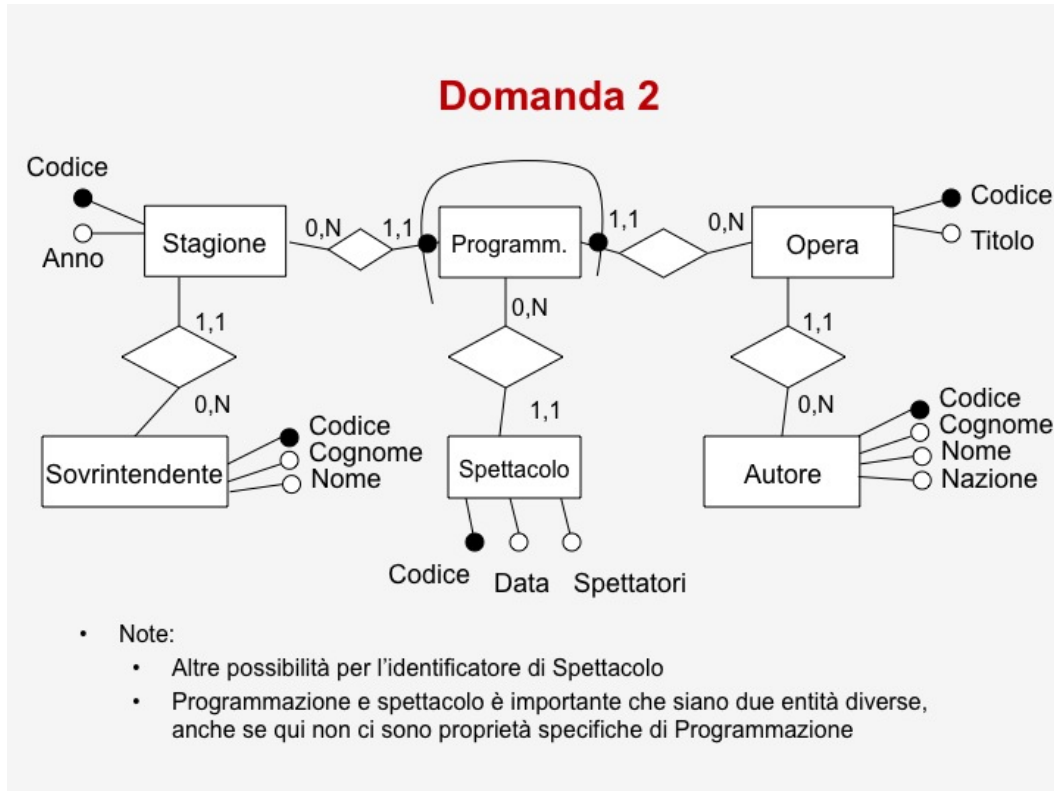 Domanda 2
Codice
Anno
Stagione
0,N
1,1
Programm.
1,1
0,N
Opera
Codice
Titolo
1,1
0,N
0,N
1,1
1,1
0,N
Sovrintendente
Codice
Cognome
Nome
Spettacolo
Codice
Data
Spettatori
Autore
Codice
Cognome
Nome
Nazione
• Note:
• Altre possibilità per l'identificatore di Spettacolo
• Programmazione e spettacolo è importante che siano due entità diverse,
anche se qui non ci sono proprietà specifiche di Programmazione